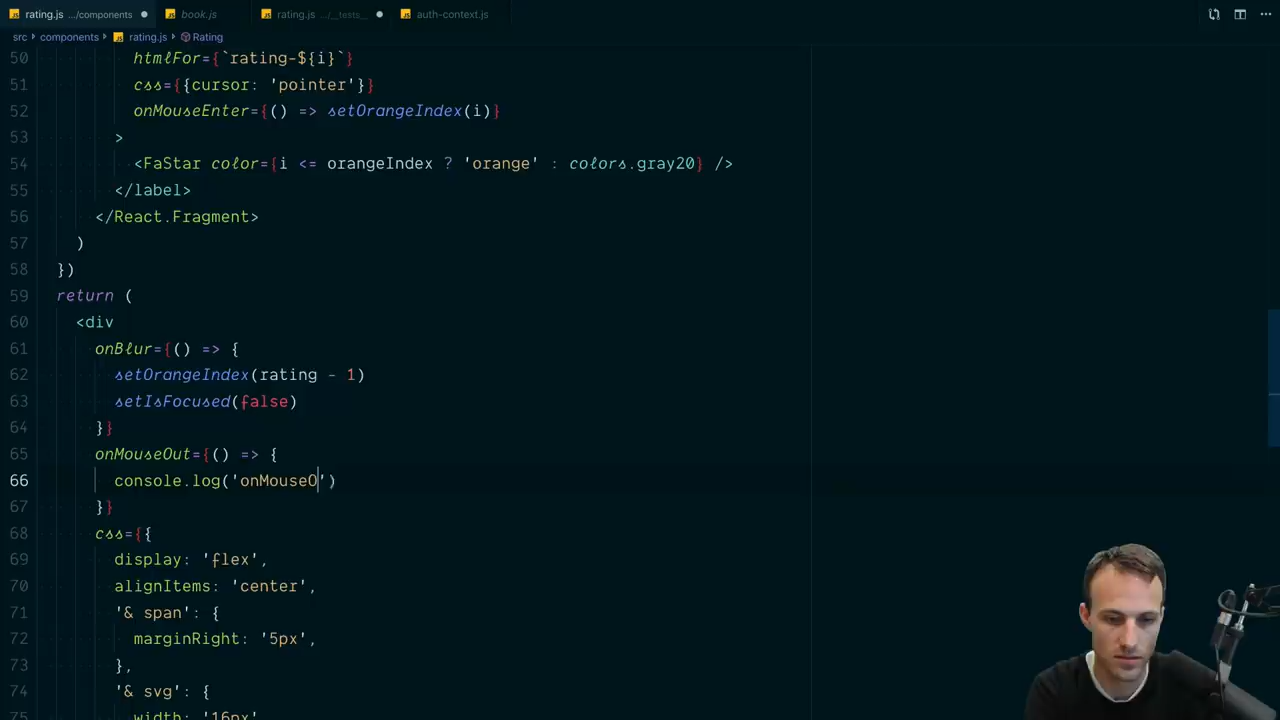 rating.js .../components
book.js
rating.js .../__tests__
auth-context.js
src > components > rating.js > Rating
50 htmlFor={`rating-${i}`}
51 css={{cursor: 'pointer'}}
52 onMouseEnter={() => setOrangeIndex(i)}
53 >
54 <FaStar color={i <= orangeIndex ? 'orange' : colors.gray20} />
55 </label>
56 </React.Fragment>
57 )
58 })
59 return (
60 <div
61 onBlur={() => {
62 setOrangeIndex(rating - 1)
63 setIsFocused(false)
64 }}
65 onMouseOut={() => {
66 console.log('onMouseO')
67 }}
68 css={{
69 display: 'flex',
70 alignItems: 'center',
71 '& span': {
72 marginRight: '5px',
73 },
74 '& svg': {
75 width: '16px'